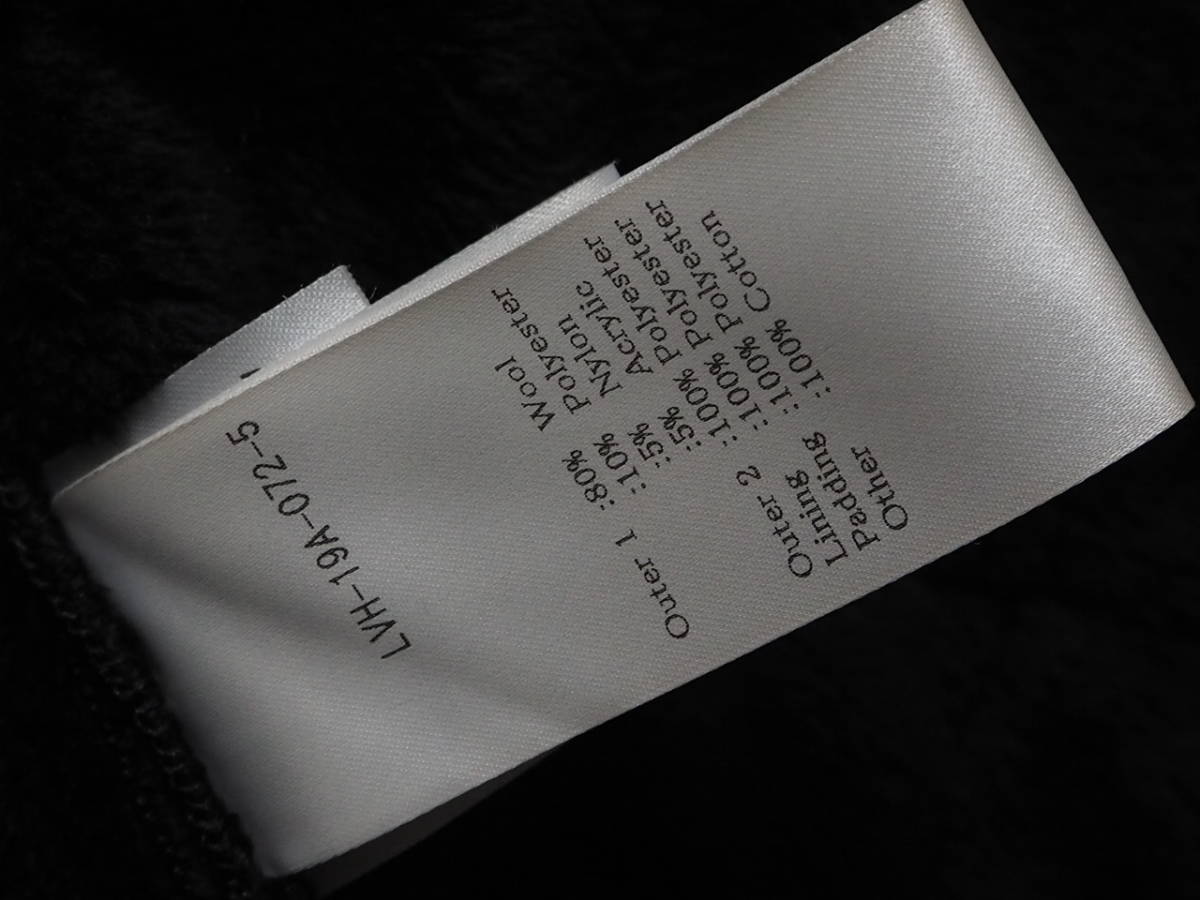 LVH-19A-072-5
Outer 1 :80% Wool
:10% Polyester
:5% Nylon
:5% Acrylic
Outer 2 :100% Polyester
Lining :100% Polyester
Padding :100% Polyester
Other :100% Cotton